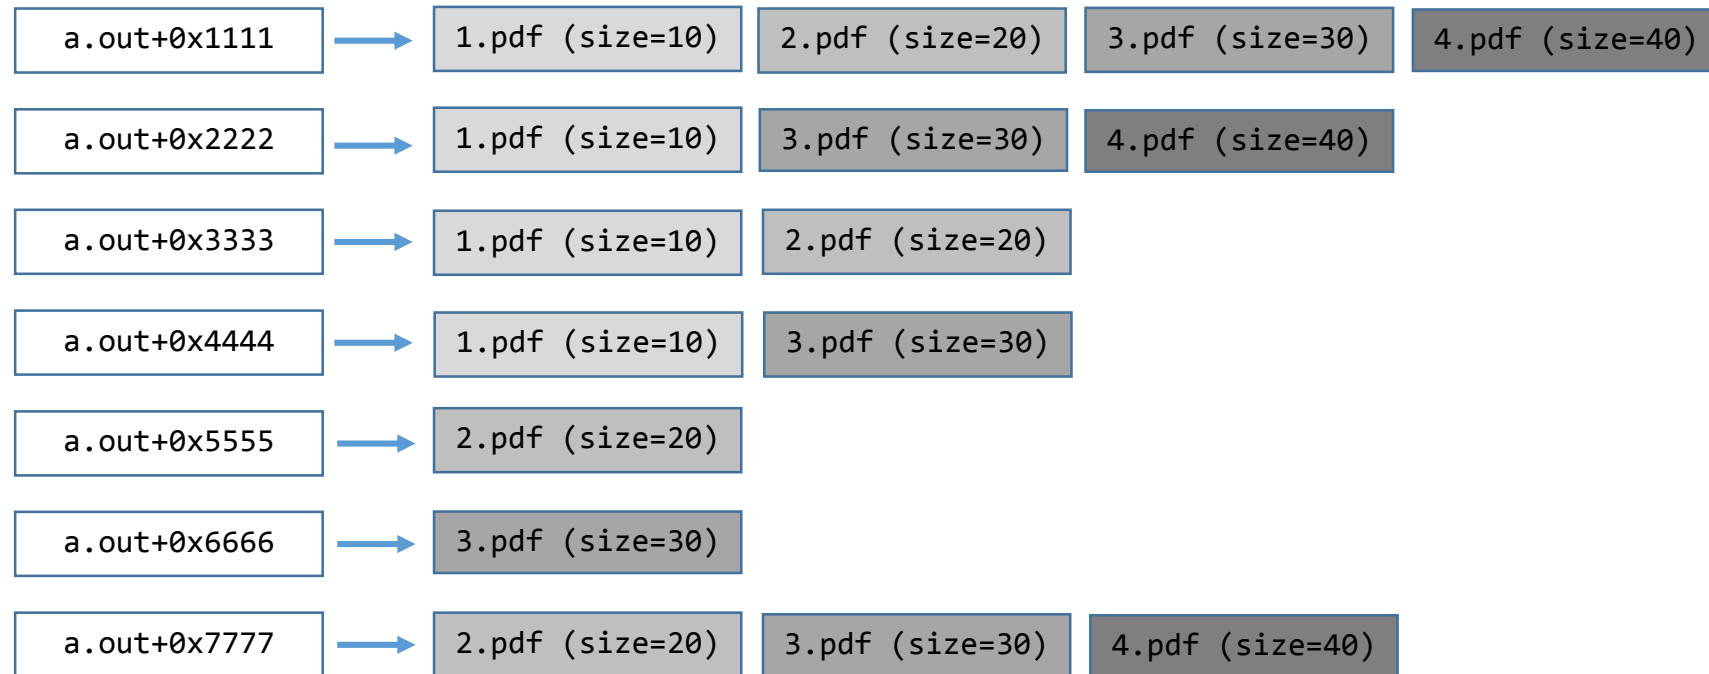 a.out+0x1111 1.pdf (size=10) 2.pdf (size=20) 3.pdf (size=30) 4.pdf (size=40)
a.out+0x2222 1.pdf (size=10) 3.pdf (size=30) 4.pdf (size=40)
a.out+0x3333 1.pdf (size=10) 2.pdf (size=20)
a.out+0x4444 1.pdf (size=10) 3.pdf (size=30)
a.out+0x5555 2.pdf (size=20)
a.out+0x6666 3.pdf (size=30)
a.out+0x7777 2.pdf (size=20) 3.pdf (size=30) 4.pdf (size=40)